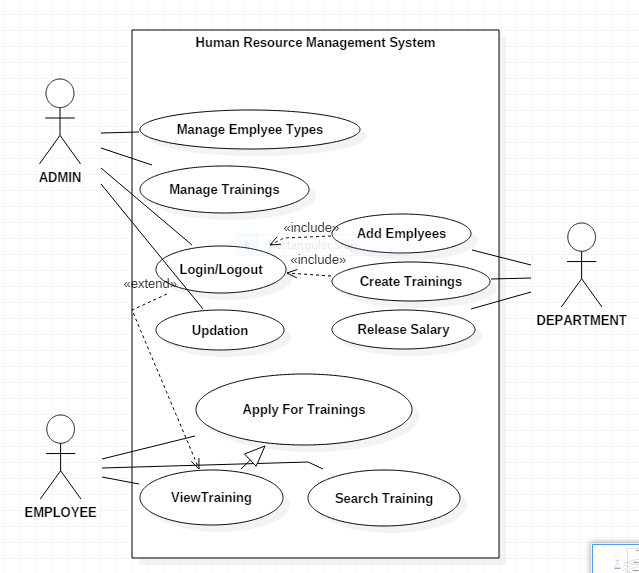 Human Resource Management System
Manage Emplyee Types
ADMIN
Manage Trainings
«include»
Add Emplyees
«include»
Login/Logout
Create Trainings
«extend»
DEPARTMENT
Updation
Release Salary
Apply For Trainings
EMPLOYEE
ViewTraining
Search Training